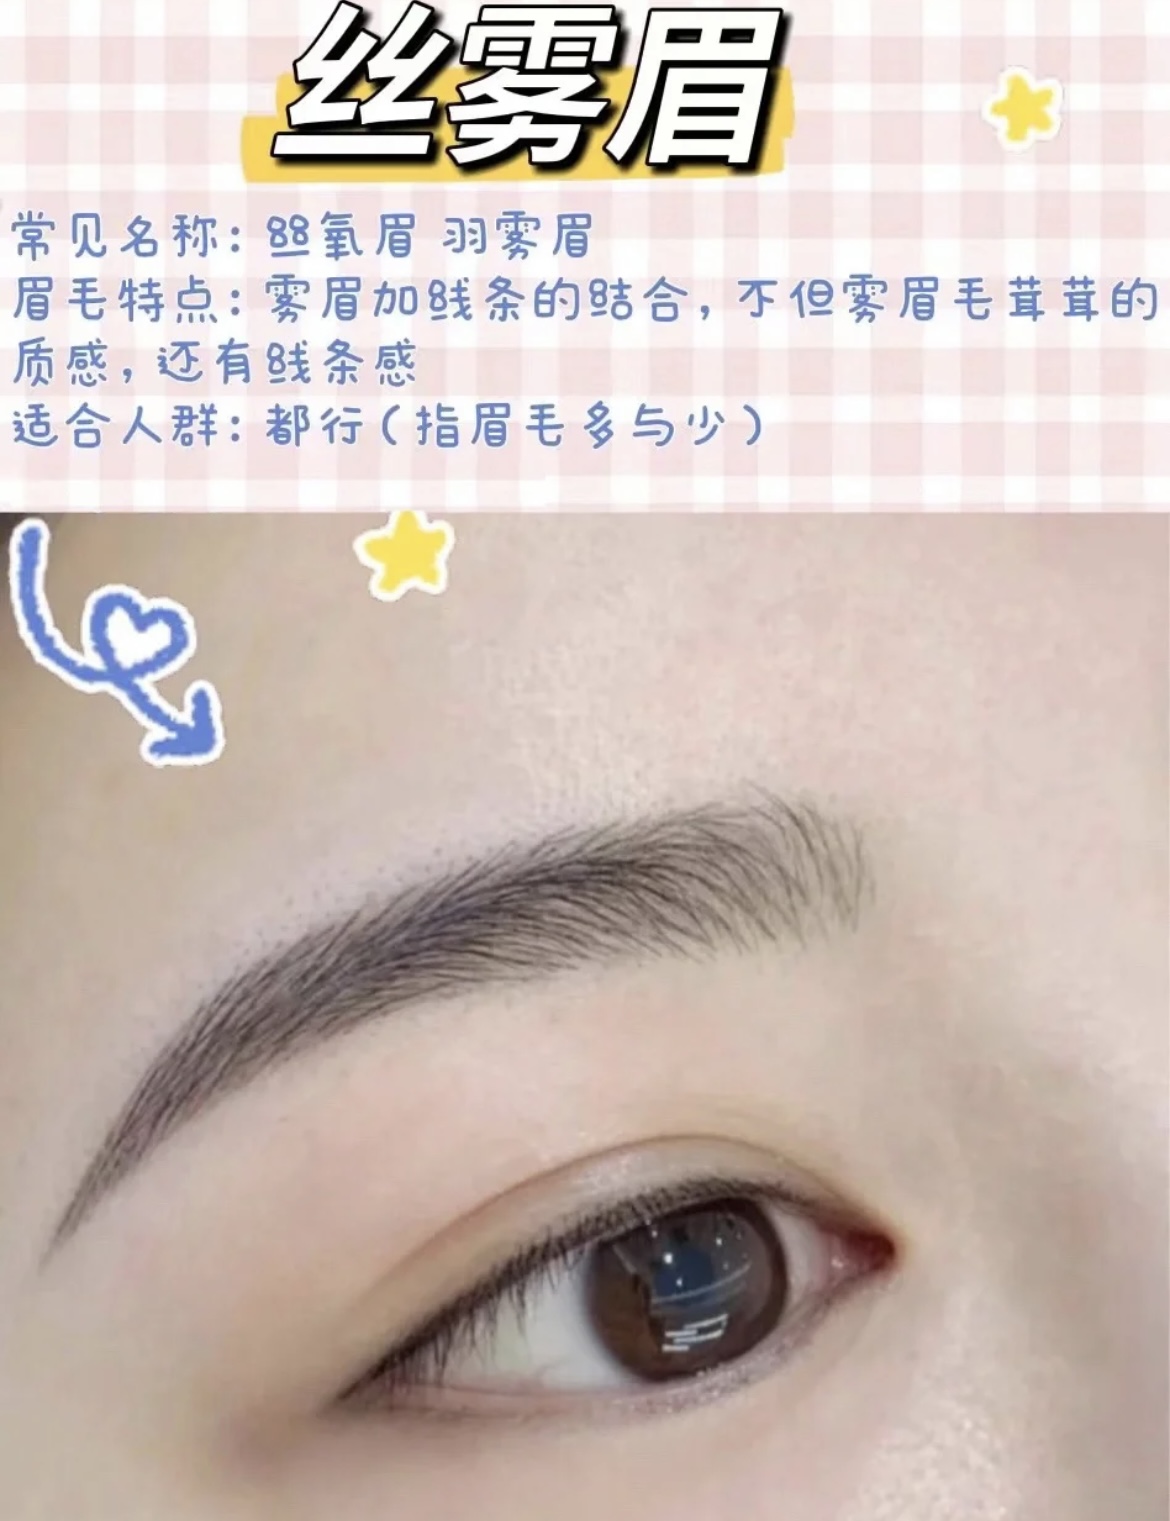 丝雾眉
常见名称：丝氧眉 羽雾眉
眉毛特点：雾眉加线条的结合，不但雾眉毛茸茸的
质感，还有线条感
适合人群：都行（指眉毛多与少）